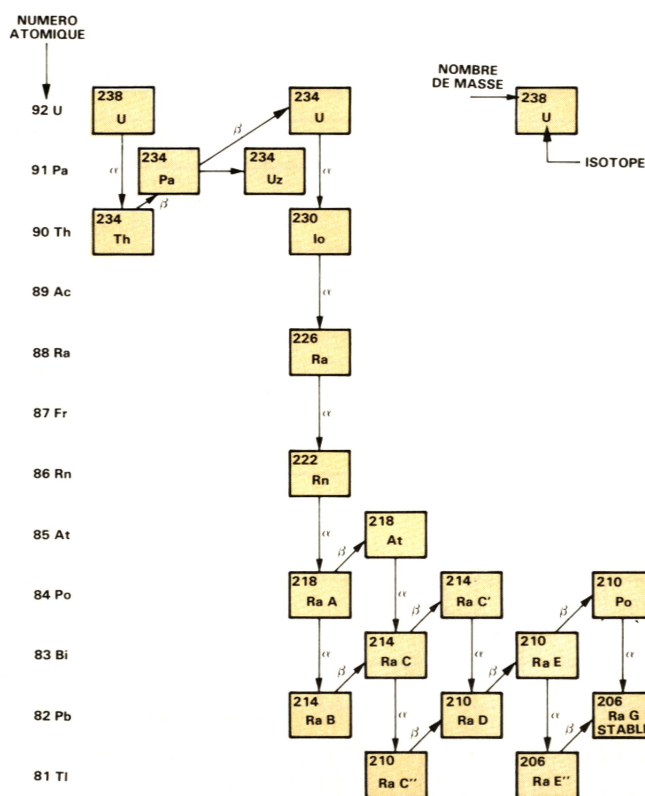 NUMERO
ATOMIQUE
NOMBRE
DE MASSE
238
U
ISOTOPE
92 U
238
U
234
U
β
91 Pa
α
234
Pa
234
Uz
α
β
90 Th
234
Th
230
Io
89 Ac
α
88 Ra
226
Ra
87 Fr
α
86 Rn
222
Rn
85 At
α
218
At
β
84 Po
218
Ra A
α
214
Ra C'
210
Po
β
β
83 Bi
α
214
Ra C
α
210
Ra E
α
β
β
82 Pb
214
Ra B
α
210
Ra D
α
206
Ra G
STABLE
β
β
81 Tl
210
Ra C''
206
Ra E''